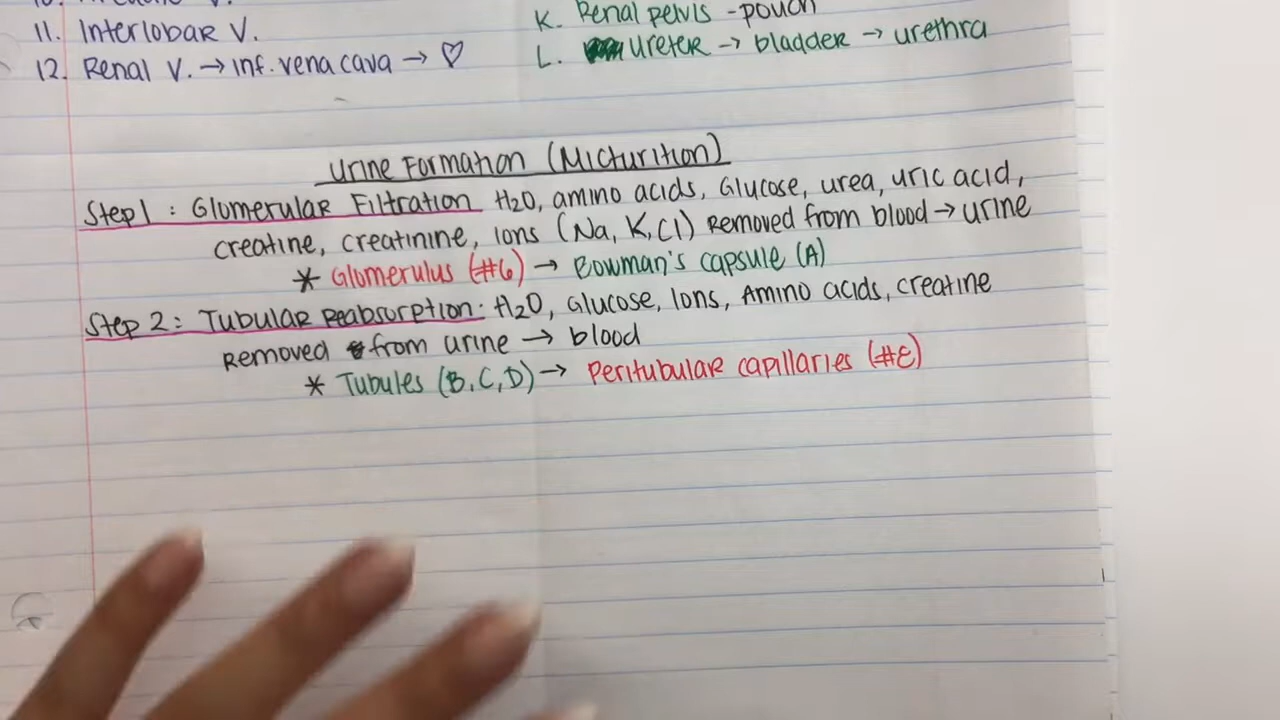 11. Interlobar V.
12. Renal V. → inf. vena cava → ♡
K. Renal pelvis - pouch
L. ureter → bladder → urethra
Urine Formation (Micturition)
Step 1: Glomerular Filtration H2O, amino acids, Glucose, urea, uric acid,
creatine, creatinine, Ions (Na, K, Cl) Removed from blood → urine
* Glomerulus (#6) → Bowman's capsule (A)
Step 2: Tubular Reabsorption: H2O, Glucose, Ions, Amino acids, creatine
Removed from urine → blood
* Tubules (B, C, D) → Peritubular capillaries (#8)